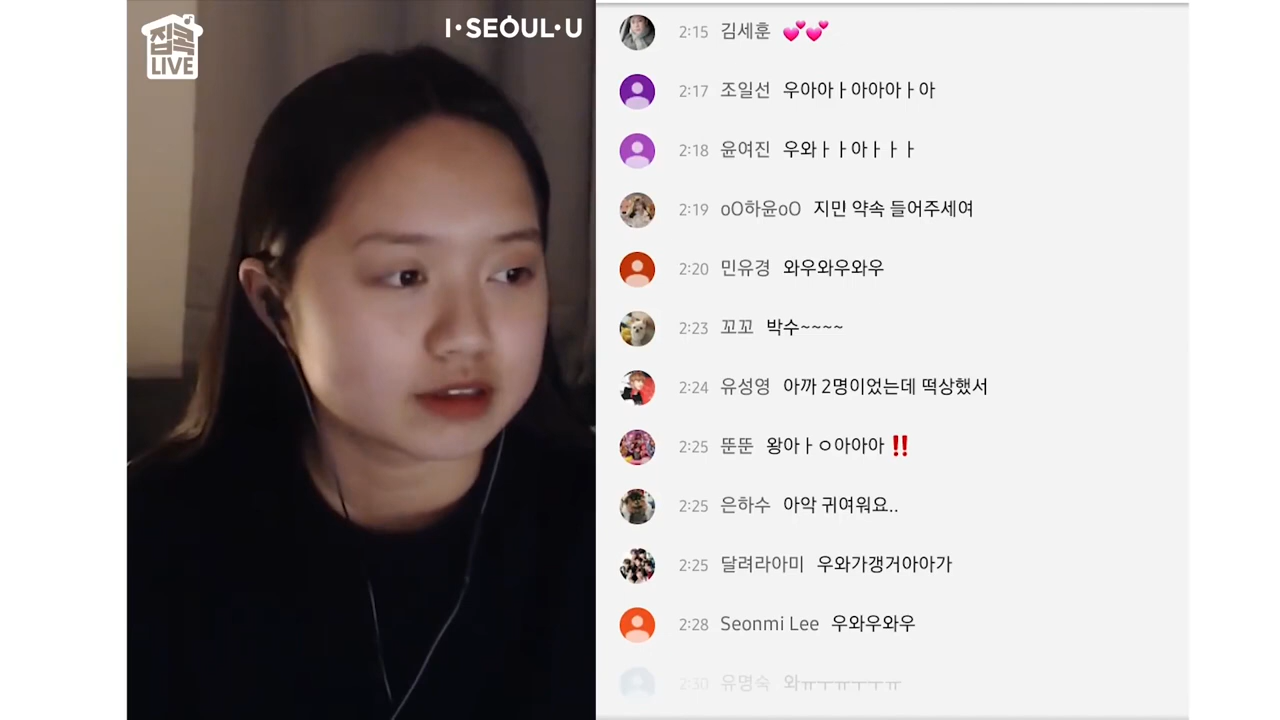 집콕
LIVE
I·SEOUL·U
2:15 김세훈 💕💕
2:17 조일선 우아아ㅏ아아아ㅏ아
2:18 윤여진 우와ㅏㅏ아ㅏㅏㅏ
2:19 oO하윤oO 지민 약속 들어주세여
2:20 민유경 와우와우와우
2:23 꼬꼬 박수~~~~
2:24 유성영 아까 2명이었는데 떡상했서
2:25 뚠뚠 왕아ㅏㅇ아아아 ‼️
2:25 은하수 아악 귀여워요..
2:25 달려라아미 우와가갱거아아가
2:28 Seonmi Lee 우와우와우
2:30 유명숙 와ㅠㅜㅠㅜㅜㅠ